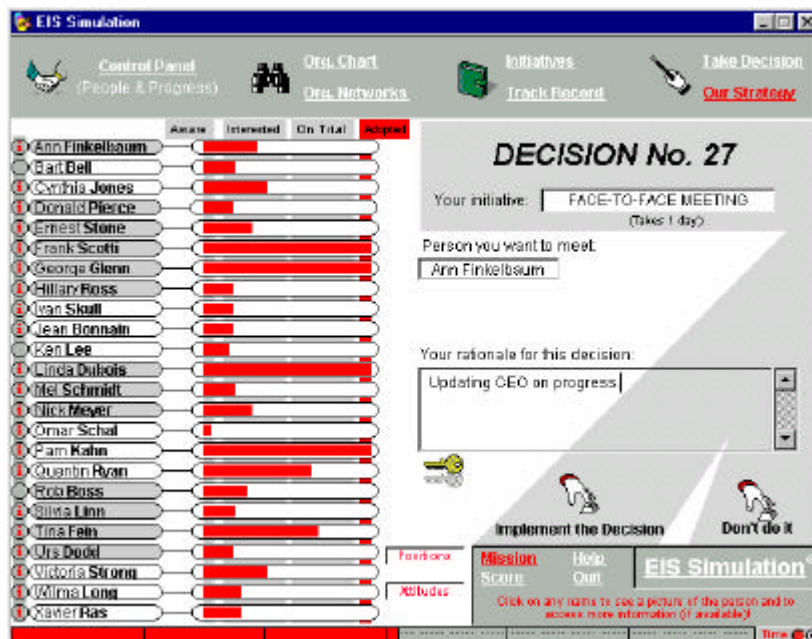 EIS Simulation
Control Panel
(People & Progress)
Org. Chart
Org. Networks
Initiatives
Track Record
Take Decision
Our Strategy
Aware Interested On Trial Adopted
Ann Finkelbaum
Bart Bell
Cynthia Jones
Donald Pierce
Ernest Stone
Frank Scotti
George Glenn
Hillary Ross
Ivan Skull
Jean Bonnain
Ken Lee
Linda Dubois
Mel Schmidt
Nick Meyer
Omar Schal
Pam Kahn
Quentin Ryan
Rob Boss
Silvia Linn
Tina Fein
Urs Dodd
Victoria Strong
Wilma Long
Xavier Ras
DECISION No. 27
Your initiative: FACE-TO-FACE MEETING
(Takes 1 day)
Person you want to meet:
Ann Finkelbaum
Your rationale for this decision:
Updating CEO on progress
Implement the Decision
Don't do it
Positions
Attitudes
Mission
Help
Score
Quit
EIS Simulation
Click on any name to see a picture of the person and to
access more information (if available)!
Time